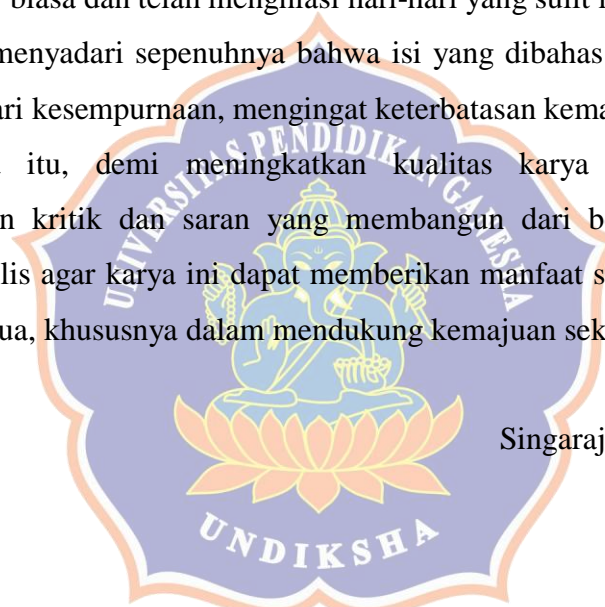 biasa dan telah menghiasi hari-hari yang sulit
menyadari sepenuhnya bahwa isi yang dibahas
ari kesempurnaan, mengingat keterbatasan kema
itu, demi meningkatkan kualitas karya
n kritik dan saran yang membangun dari b
lis agar karya ini dapat memberikan manfaat s
ua, khususnya dalam mendukung kemajuan sek
Singaraj
UNIVERSITAS PENDIDIKAN GANESHA
UNDIKSHA